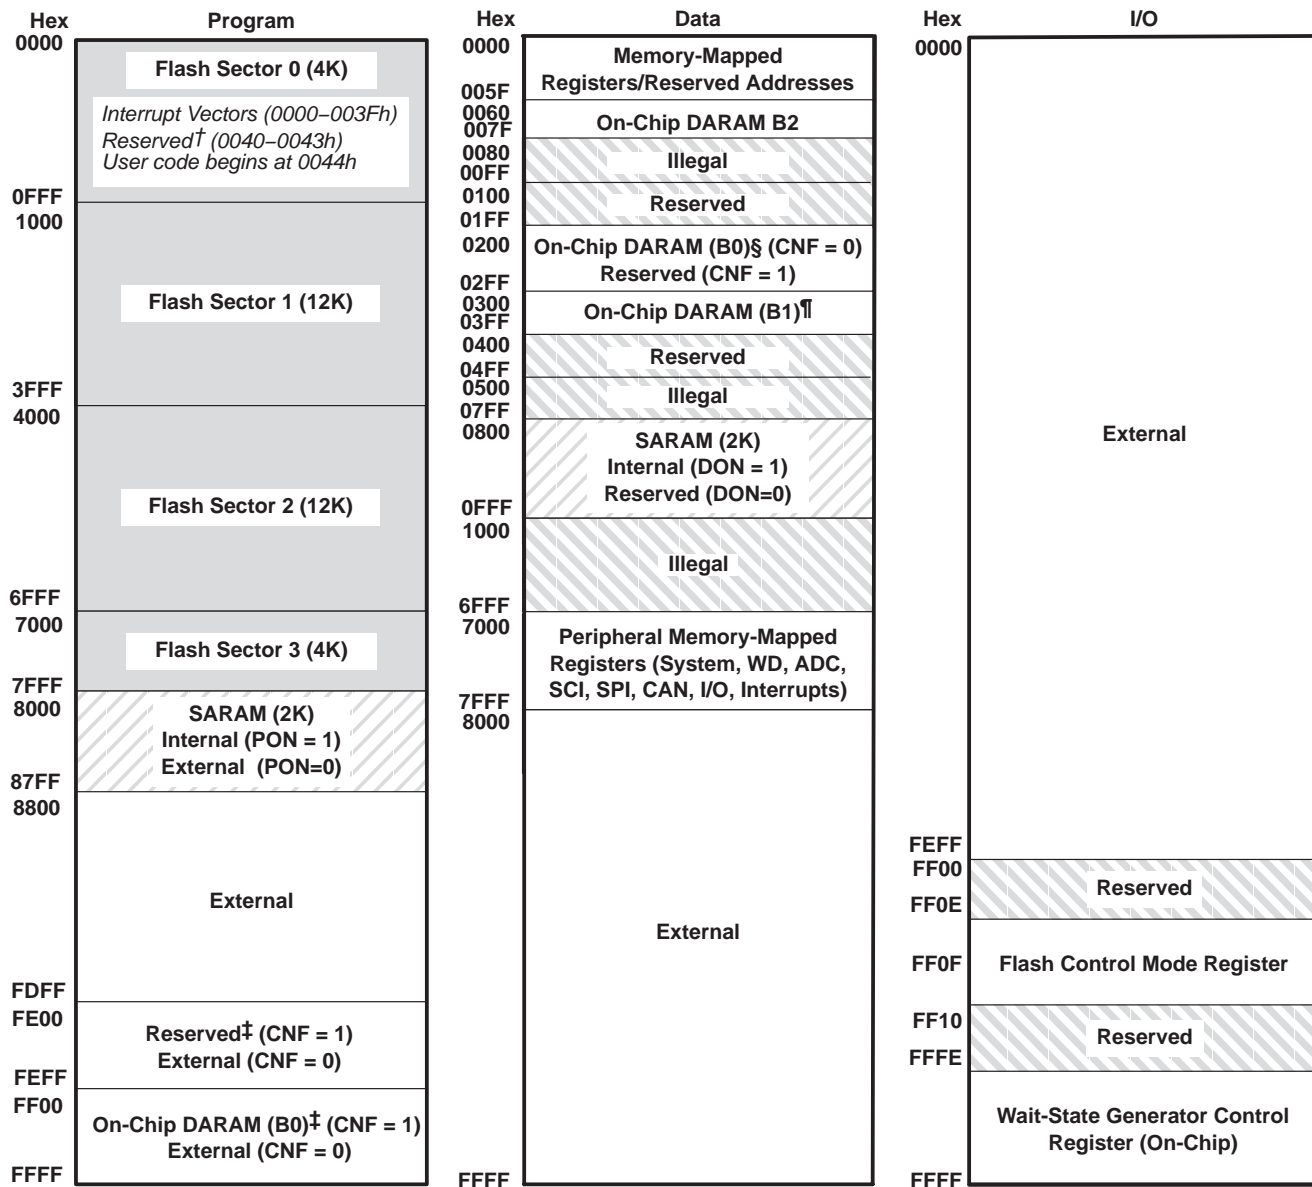 Hex Program
0000
Flash Sector 0 (4K)
Interrupt Vectors (0000–003Fh)
Reserved† (0040–0043h)
User code begins at 0044h
0FFF
1000
Flash Sector 1 (12K)
3FFF
4000
Flash Sector 2 (12K)
6FFF
7000
Flash Sector 3 (4K)
7FFF
8000
SARAM (2K)
Internal (PON = 1)
External (PON=0)
87FF
8800
External
FDFF
FE00
Reserved‡ (CNF = 1)
External (CNF = 0)
FEFF
FF00
On-Chip DARAM (B0)‡ (CNF = 1)
External (CNF = 0)
FFFF
Hex Data
0000
Memory-Mapped
Registers/Reserved Addresses
005F
0060
On-Chip DARAM B2
007F
0080
Illegal
00FF
0100
Reserved
01FF
0200
On-Chip DARAM (B0)§ (CNF = 0)
Reserved (CNF = 1)
02FF
0300
On-Chip DARAM (B1)¶
03FF
0400
Reserved
04FF
0500
Illegal
07FF
0800
SARAM (2K)
Internal (DON = 1)
Reserved (DON=0)
0FFF
1000
Illegal
6FFF
7000
Peripheral Memory-Mapped
Registers (System, WD, ADC,
SCI, SPI, CAN, I/O, Interrupts)
7FFF
8000
External
FFFF
Hex I/O
0000
External
FEFF
FF00
Reserved
FF0E
FF0F Flash Control Mode Register
FF10
Reserved
FFFE
Wait-State Generator Control
Register (On-Chip)
FFFF